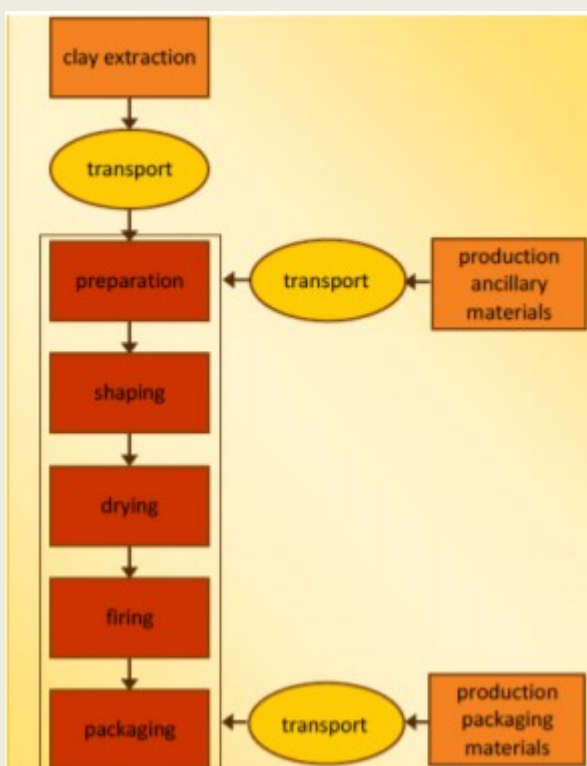 clay extraction
transport
preparation
transport
production
ancillary
materials
shaping
drying
firing
packaging
transport
production
packaging
materials